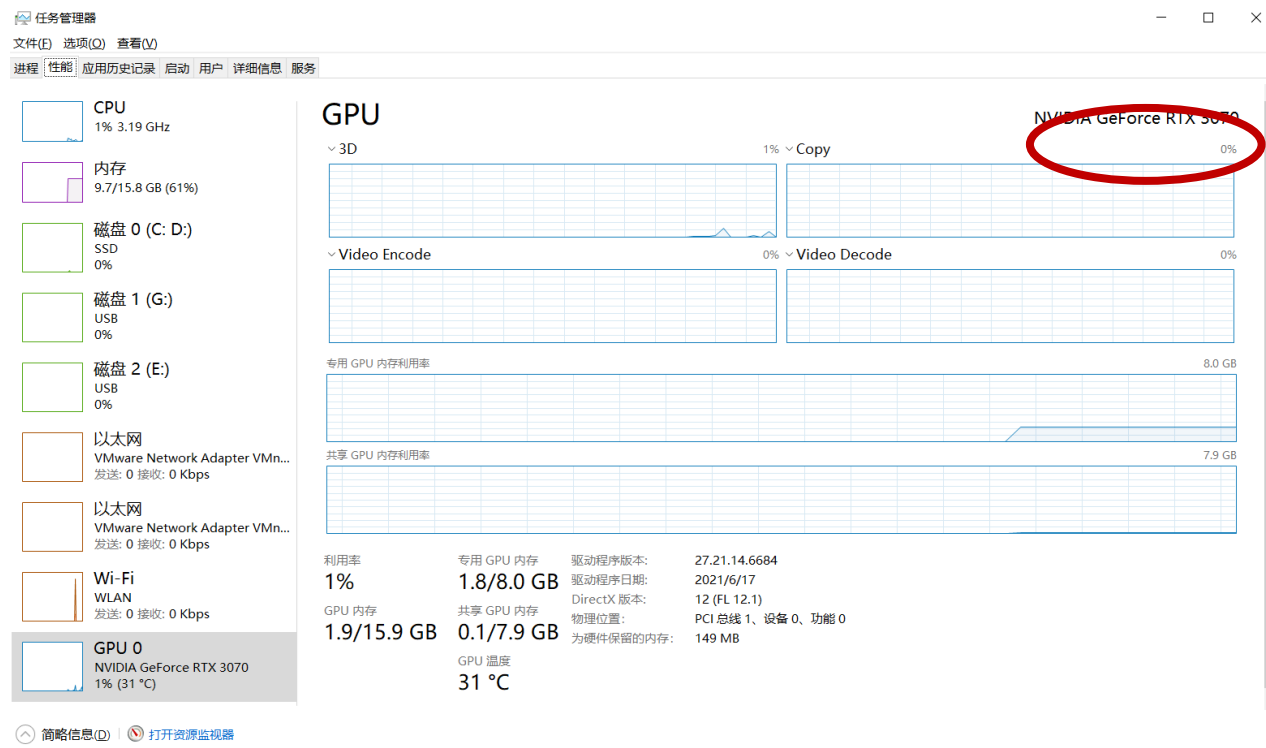 任务管理器
文件(F) 选项(O) 查看(V)
进程 性能 应用历史记录 启动 用户 详细信息 服务
CPU
1% 3.19 GHz
内存
9.7/15.8 GB (61%)
磁盘 0 (C: D:)
SSD
0%
磁盘 1 (G:)
USB
0%
磁盘 2 (E:)
USB
0%
以太网
VMware Network Adapter VMn...
发送: 0 接收: 0 Kbps
以太网
VMware Network Adapter VMn...
发送: 0 接收: 0 Kbps
Wi-Fi
WLAN
发送: 0 接收: 0 Kbps
GPU 0
NVIDIA GeForce RTX 3070
1% (31 °C)
GPU
NVIDIA GeForce RTX 3070
3D 1%
Copy 0%
Video Encode 0%
Video Decode 0%
专用 GPU 内存利用率 8.0 GB
共享 GPU 内存利用率 7.9 GB
利用率
1%
GPU 内存
1.9/15.9 GB
专用 GPU 内存
1.8/8.0 GB
共享 GPU 内存
0.1/7.9 GB
GPU 温度
31 °C
驱动程序版本: 27.21.14.6684
驱动程序日期: 2021/6/17
DirectX 版本: 12 (FL 12.1)
物理位置: PCI 总线 1、设备 0、功能 0
为硬件保留的内存: 149 MB
简略信息(D)
打开资源监视器